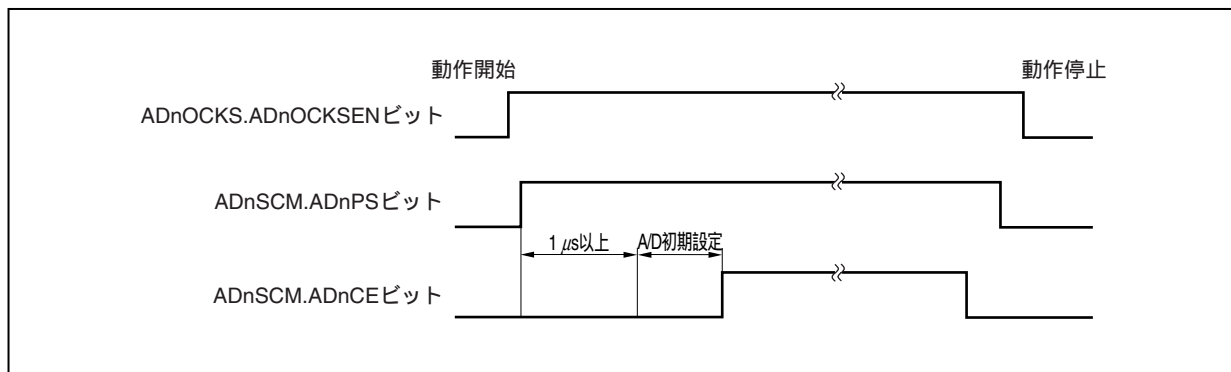 動作開始 動作停止
ADnOCKS.ADnOCKSENビット
ADnSCM.ADnPSビット
1 μs以上 A/D初期設定
ADnSCM.ADnCEビット